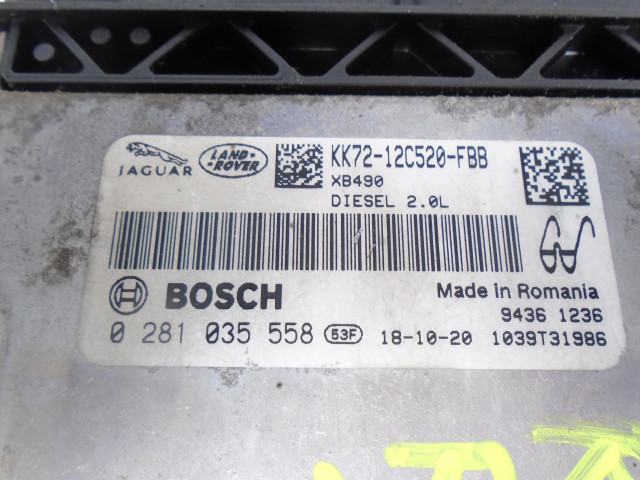 JAGUAR
LAND-ROVER
KK72-12C520-FBB
XB490
DIESEL 2.0L
BOSCH
Made in Romania
9436 1236
0 281 035 558 53F 18-10-20 1039T31986